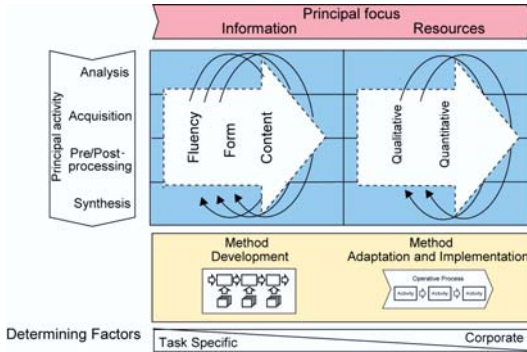 Principal focus
Information
Resources
Principal activity
Analysis
Acquisition
Pre/Post-
processing
Synthesis
Fluency
Form
Content
Qualitative
Quantitative
Method
Development
Method
Adaptation and Implementation
Operative Process
Activity
Activity
Activity
Determining Factors
Task Specific
Corporate